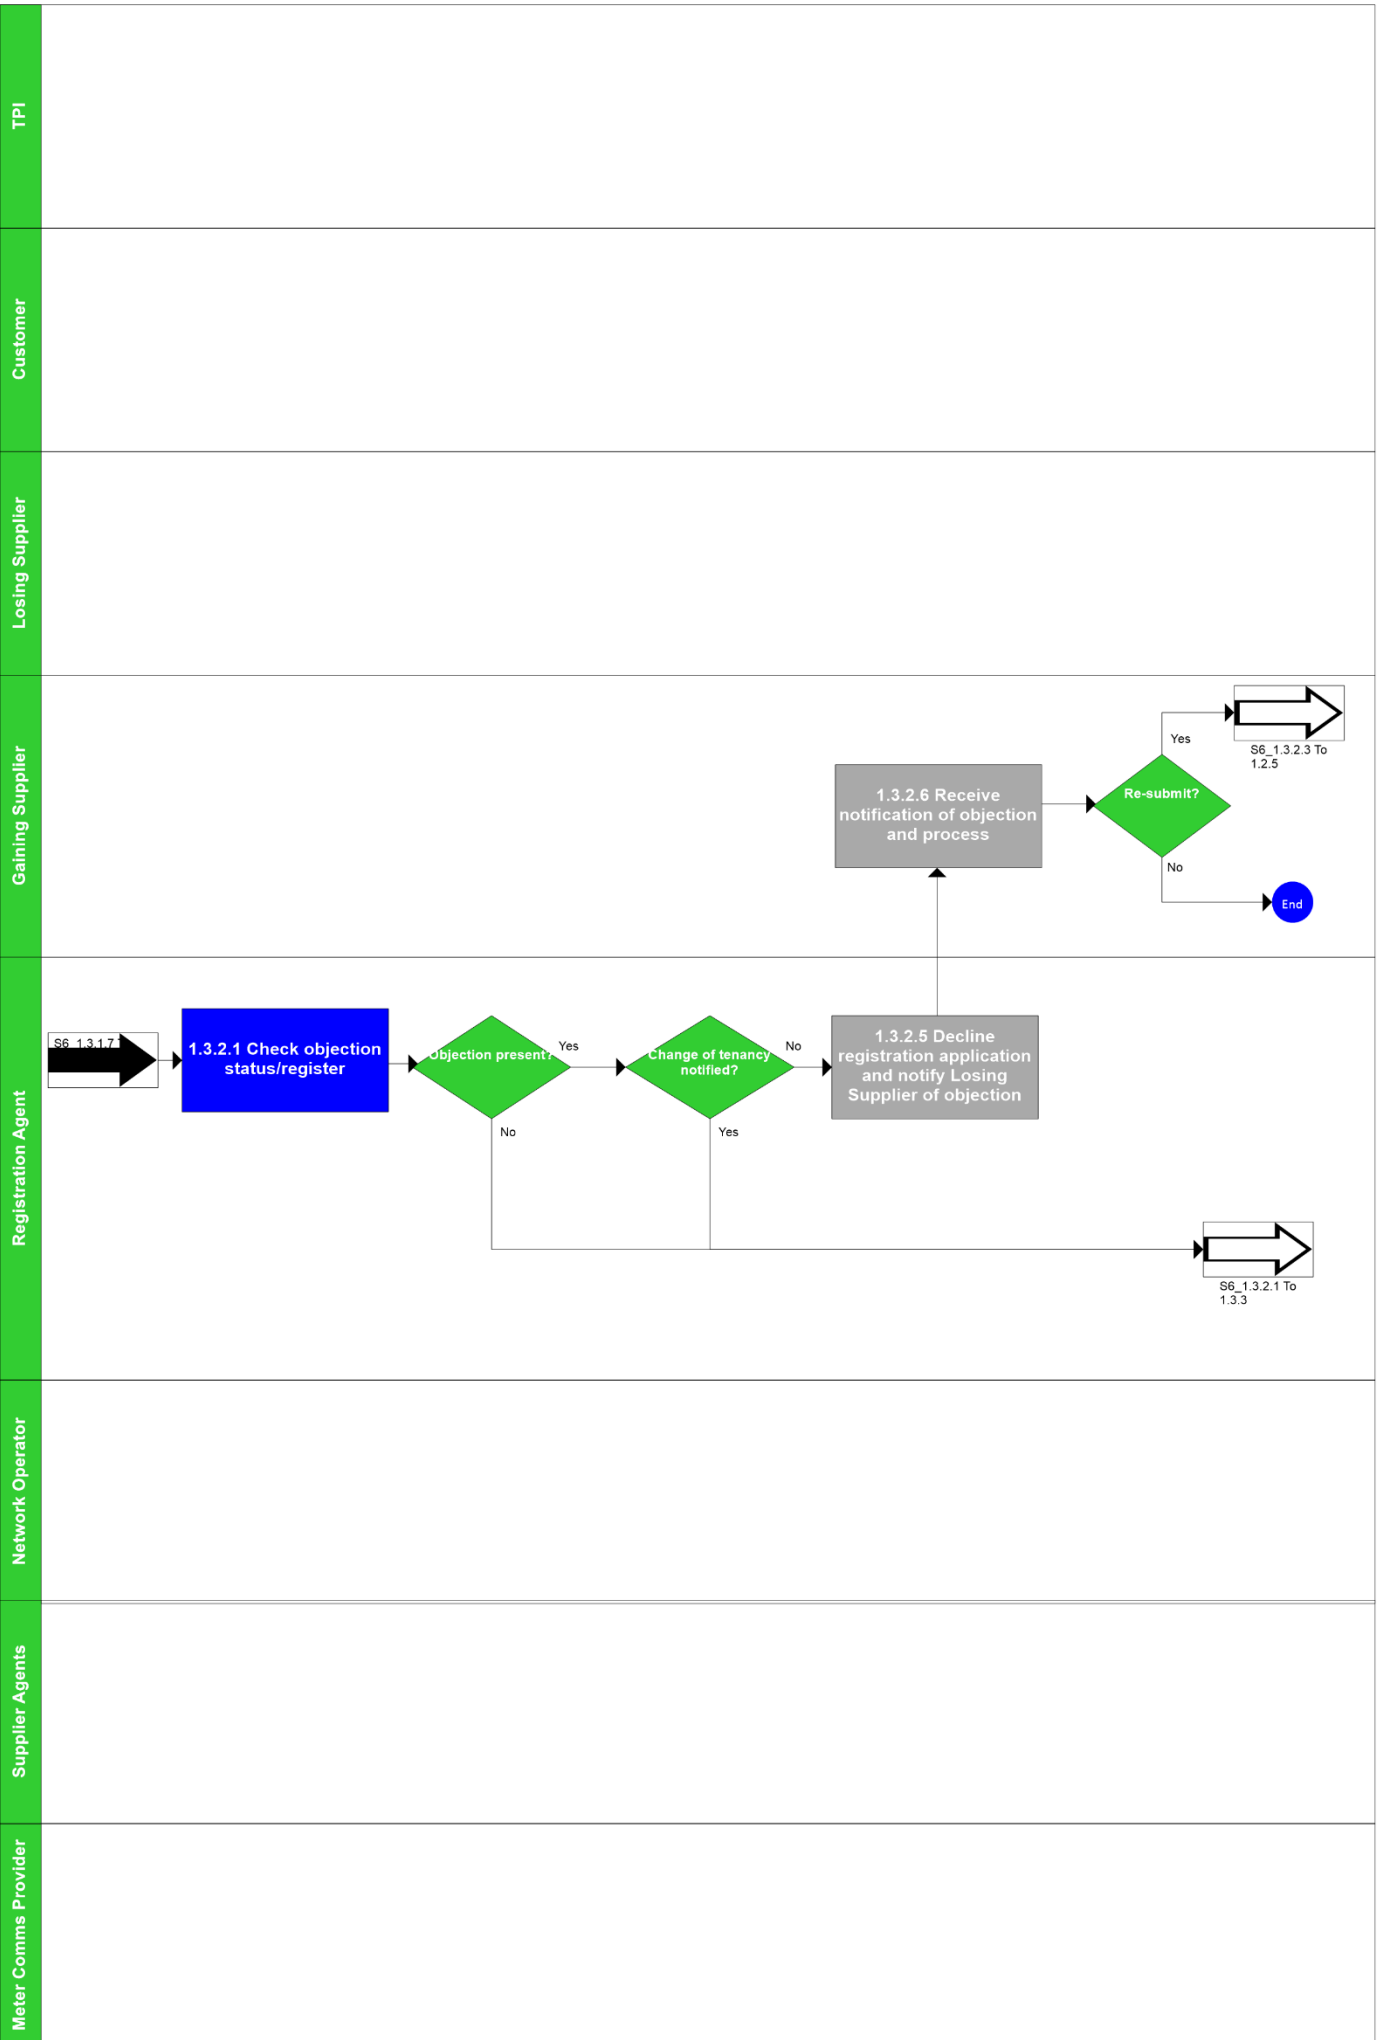 TPI
Customer
Losing Supplier
Gaining Supplier
S6_1.3.2.3 To
1.2.5
Yes
Re-submit?
1.3.2.6 Receive
notification of objection
and process
No
End
Registration Agent
S6_1.3.1.7
1.3.2.1 Check objection
status/register
Objection present?
Yes
No
Change of tenancy
notified?
No
Yes
1.3.2.5 Decline
registration application
and notify Losing
Supplier of objection
S6_1.3.2.1 To
1.3.3
Network Operator
Supplier Agents
Meter Comms Provider